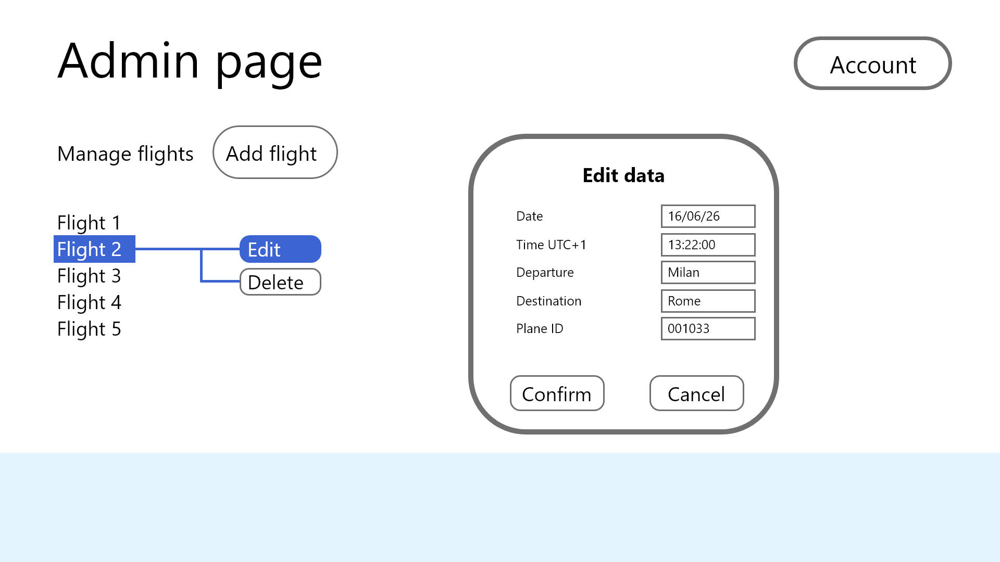 Admin page
Account
Manage flights
Add flight
Flight 1
Flight 2
Flight 3
Flight 4
Flight 5
Edit
Delete
Edit data
Date 16/06/26
Time UTC+1 13:22:00
Departure Milan
Destination Rome
Plane ID 001033
Confirm
Cancel